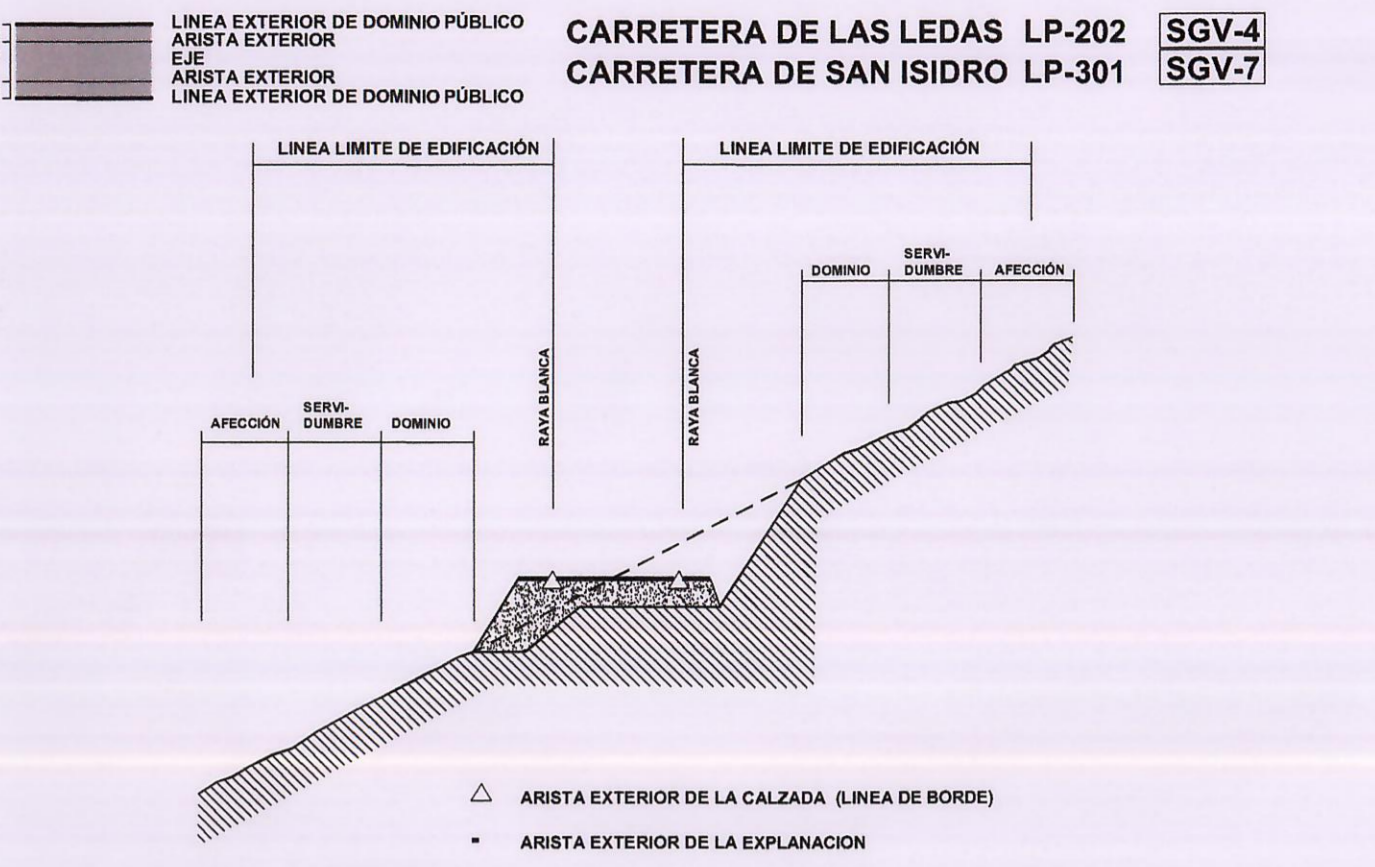 LINEA EXTERIOR DE DOMINIO PÚBLICO
ARISTA EXTERIOR
EJE
ARISTA EXTERIOR
LINEA EXTERIOR DE DOMINIO PÚBLICO
CARRETERA DE LAS LEDAS LP-202 SGV-4
CARRETERA DE SAN ISIDRO LP-301 SGV-7
LINEA LIMITE DE EDIFICACIÓN
LINEA LIMITE DE EDIFICACIÓN
DOMINIO
SERVI-
DUMBRE
AFECCIÓN
RAYA BLANCA
RAYA BLANCA
AFECCIÓN
SERVI-
DUMBRE
DOMINIO
ARISTA EXTERIOR DE LA CALZADA (LINEA DE BORDE)
ARISTA EXTERIOR DE LA EXPLANACION